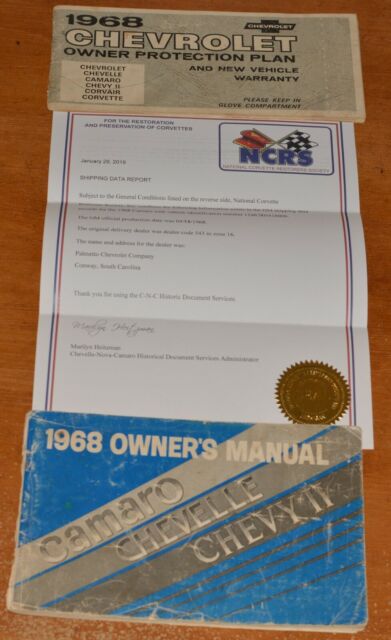 1968
CHEVROLET
CHEVROLET
OWNER PROTECTION PLAN
AND NEW VEHICLE
WARRANTY
CHEVROLET
CHEVELLE
CAMARO
CHEVY II
CORVAIR
CORVETTE
PLEASE KEEP IN
GLOVE COMPARTMENT
FOR THE RESTORATION
AND PRESERVATION OF CORVETTES
NCRS
NATIONAL CORVETTE RESTORERS SOCIETY
January 29, 2016
SHIPPING DATA REPORT
Subject to the General Conditions listed on the reverse side, National Corvette
The original delivery dealer was dealer code 543 in zone 16.
The name and address for the dealer was:
Palmetto Chevrolet Company
Conway, South Carolina
Thank you for using the C-N-C Historic Document Services.
Marilyn Heitzman
Marilyn Heitzman
Chevelle-Nova-Camaro Historical Document Services Administrator
1968 OWNER'S MANUAL
camaro
CHEVELLE
CHEVY II